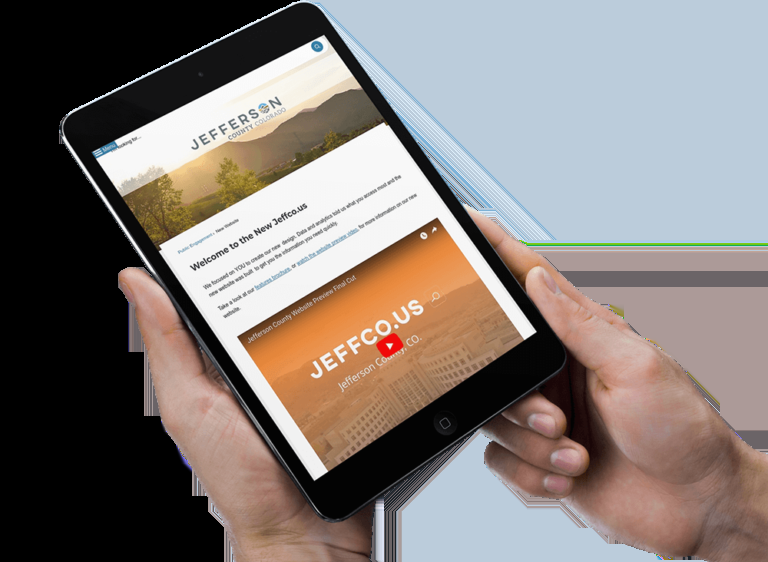 Menu
looking for...
JEFFERSON
COUNTY COLORADO
Public Engagement > New Website
Welcome to the New Jeffco.us
We focused on YOU to create our new design. Data and analytics told us what you access most and the
new website was built to get you the information you need quickly.
Take a look at our features brochure, or watch the website preview video, for more information on our new
website.
Jefferson County Website Preview Final Cut
JEFFCO.US
Jefferson County, CO.